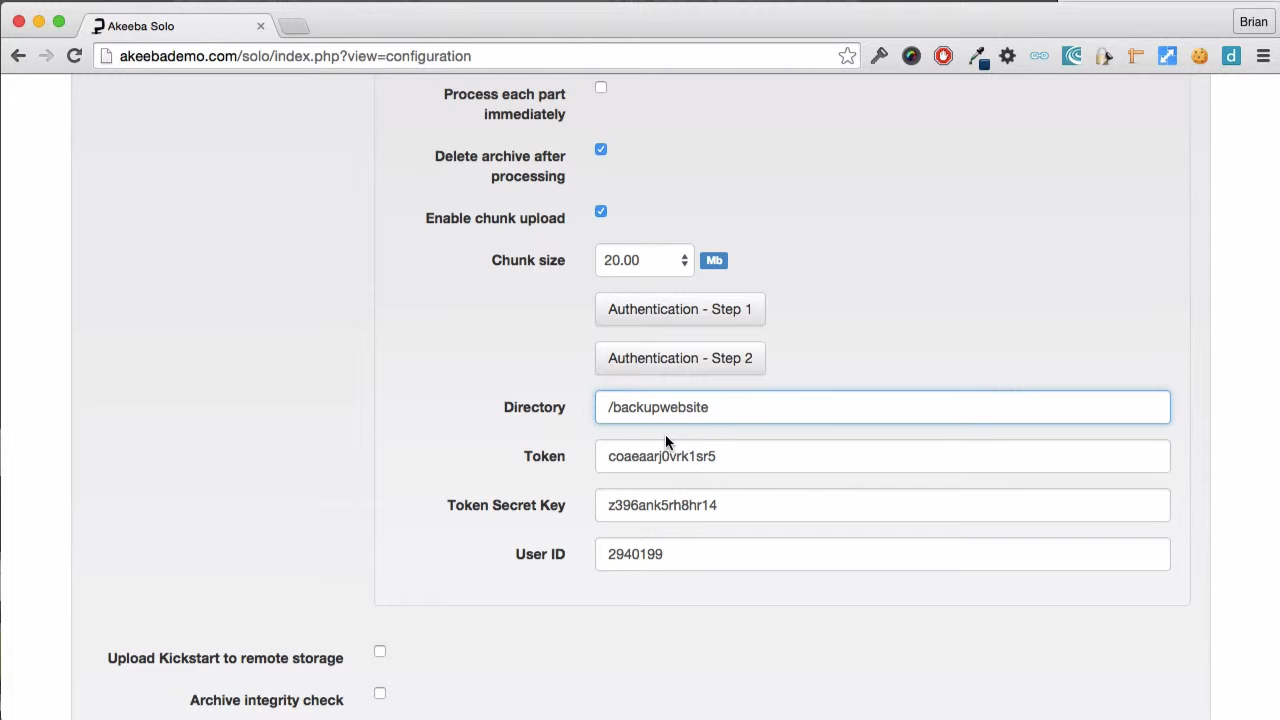 Akeeba Solo
Brian
akeebademo.com/solo/index.php?view=configuration
d
Process each part
immediately
Delete archive after
processing
Enable chunk upload
Chunk size 20.00 Mb
Authentication - Step 1
Authentication - Step 2
Directory /backupwebsite
Token coaeaarj0vrk1sr5
Token Secret Key z396ank5rh8hr14
User ID 2940199
Upload Kickstart to remote storage
Archive integrity check